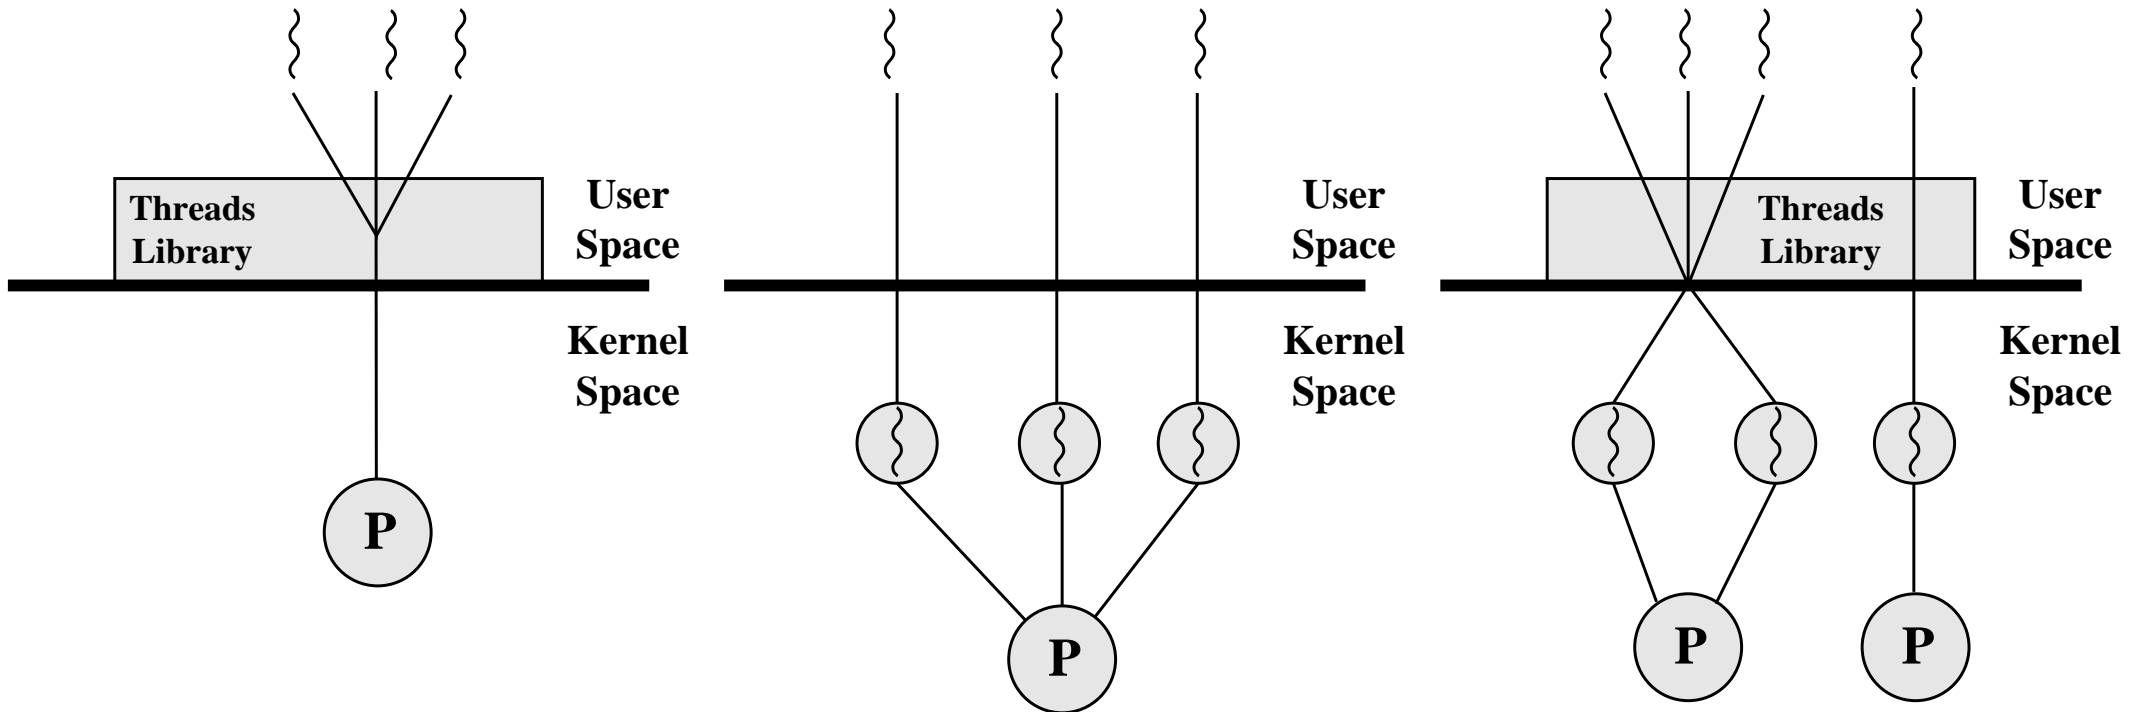 Threads
Library
User
Space
Kernel
Space
P
User
Space
Kernel
Space
P
Threads
Library
User
Space
Kernel
Space
P
P